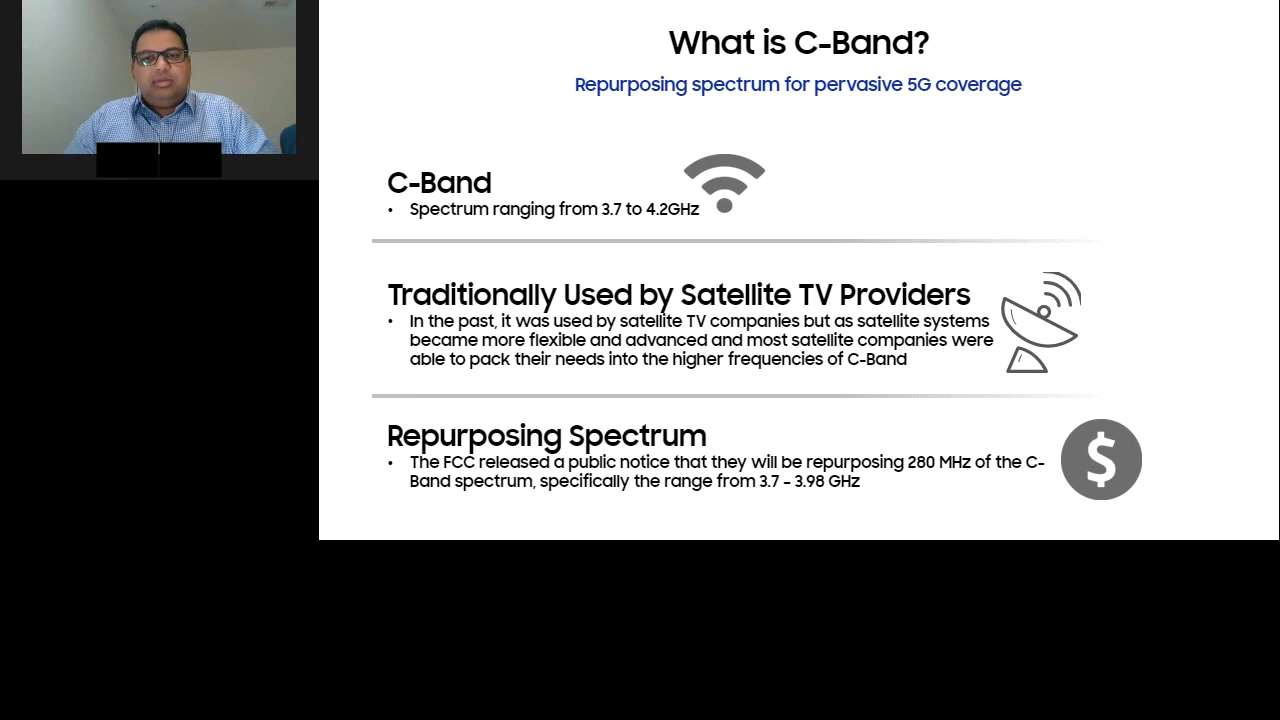 What is C-Band?
Repurposing spectrum for pervasive 5G coverage
C-Band
• Spectrum ranging from 3.7 to 4.2GHz
Traditionally Used by Satellite TV Providers
• In the past, it was used by satellite TV companies but as satellite systems
became more flexible and advanced and most satellite companies were
able to pack their needs into the higher frequencies of C-Band
Repurposing Spectrum
• The FCC released a public notice that they will be repurposing 280 MHz of the C-
Band spectrum, specifically the range from 3.7 – 3.98 GHz
$